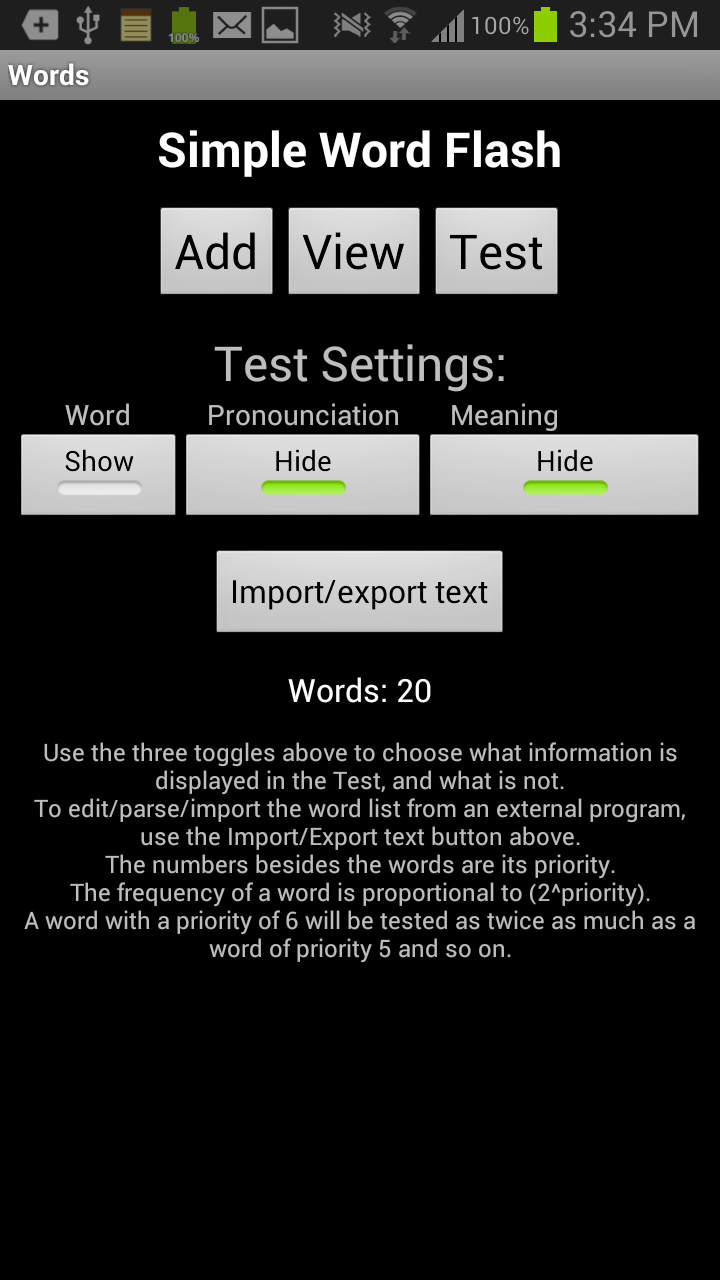 100% 100% 3:34 PM
Words
Simple Word Flash
Add View Test
Test Settings:
Word Pronounciation Meaning
Show Hide Hide
Import/export text
Words: 20
Use the three toggles above to choose what information is
displayed in the Test, and what is not.
To edit/parse/import the word list from an external program,
use the Import/Export text button above.
The numbers besides the words are its priority.
The frequency of a word is proportional to (2^priority).
A word with a priority of 6 will be tested as twice as much as a
word of priority 5 and so on.